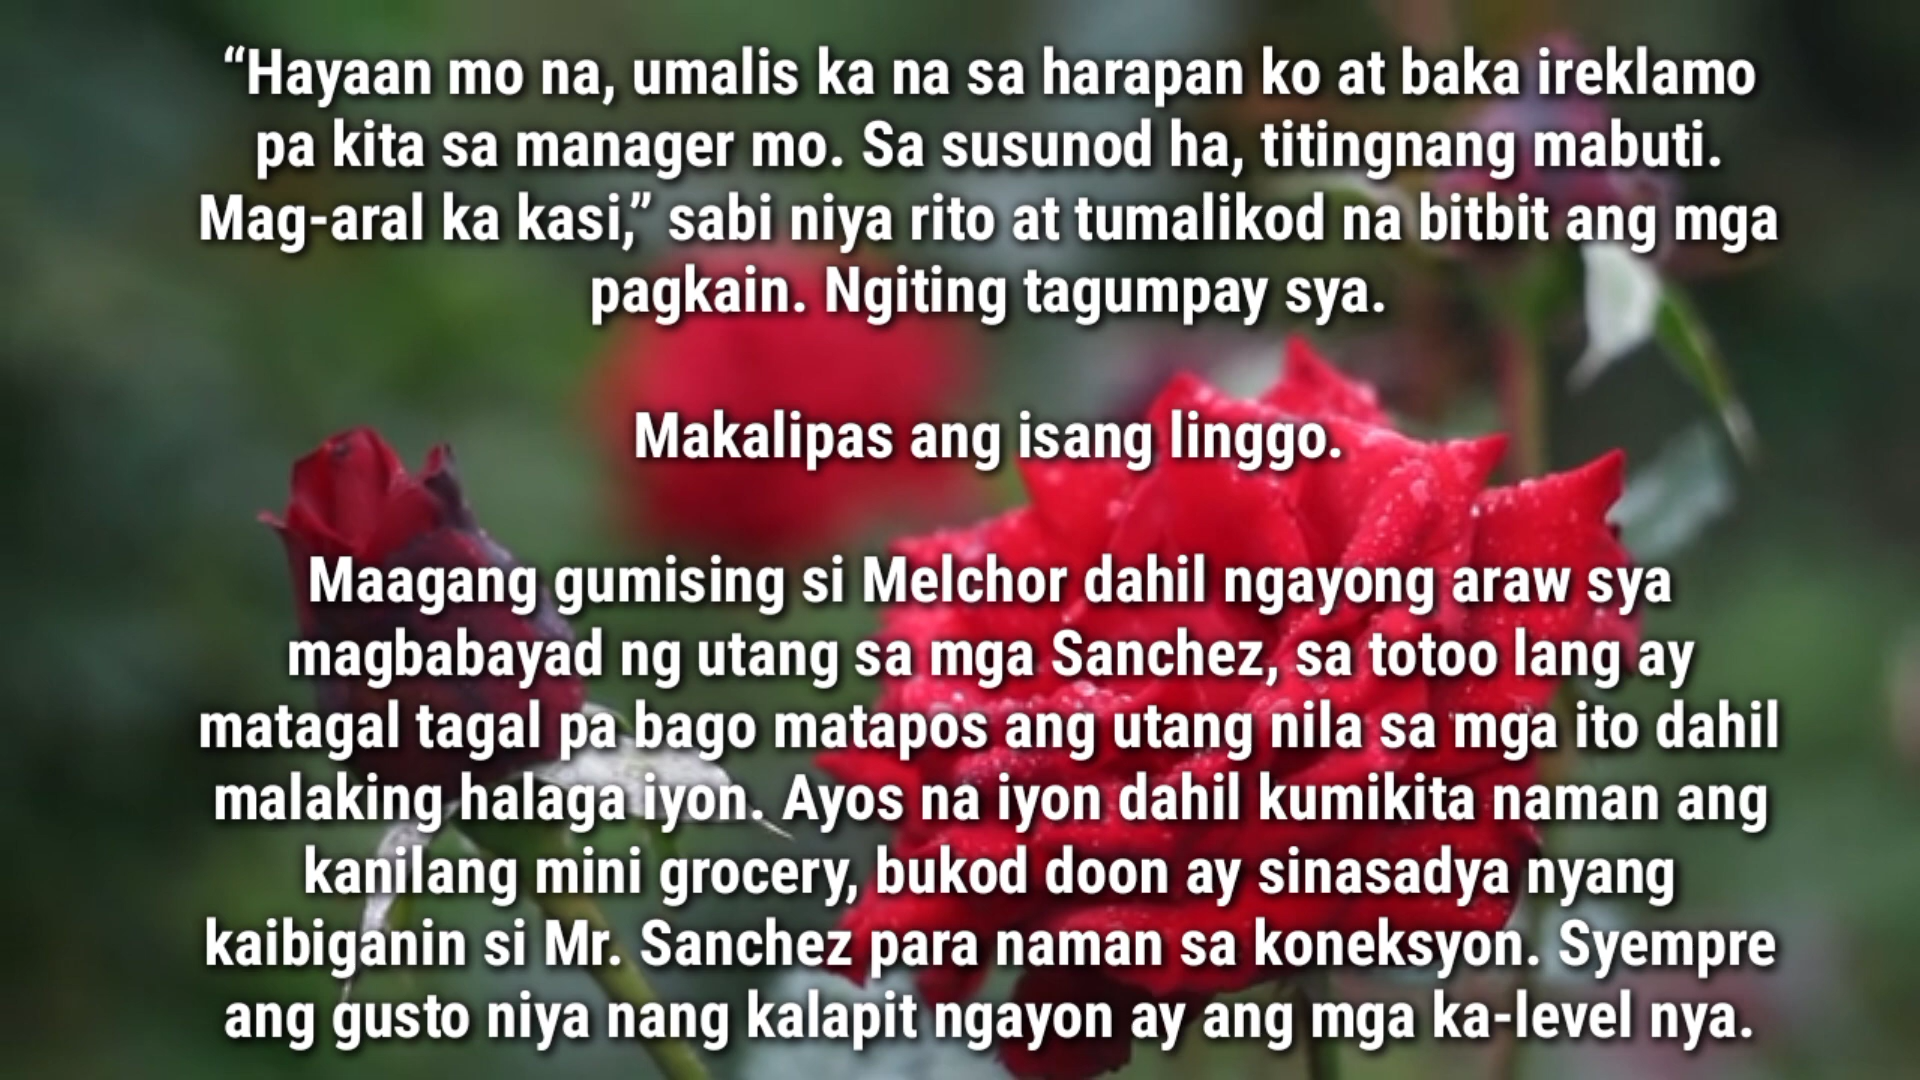 “Hayaan mo na, umalis ka na sa harapan ko at baka ireklamo
pa kita sa manager mo. Sa susunod ha, titingnang mabuti.
Mag-aral ka kasi,” sabi niya rito at tumalikod na bitbit ang mga
pagkain. Ngiting tagumpay sya.
Makalipas ang isang linggo.
Maagang gumising si Melchor dahil ngayong araw sya
magbabayad ng utang sa mga Sanchez, sa totoo lang ay
matagal tagal pa bago matapos ang utang nila sa mga ito dahil
malaking halaga iyon. Ayos na iyon dahil kumikita naman ang
kanilang mini grocery, bukod doon ay sinasadya nyang
kaibiganin si Mr. Sanchez para naman sa koneksyon. Syempre
ang gusto niya nang kalapit ngayon ay ang mga ka-level nya.